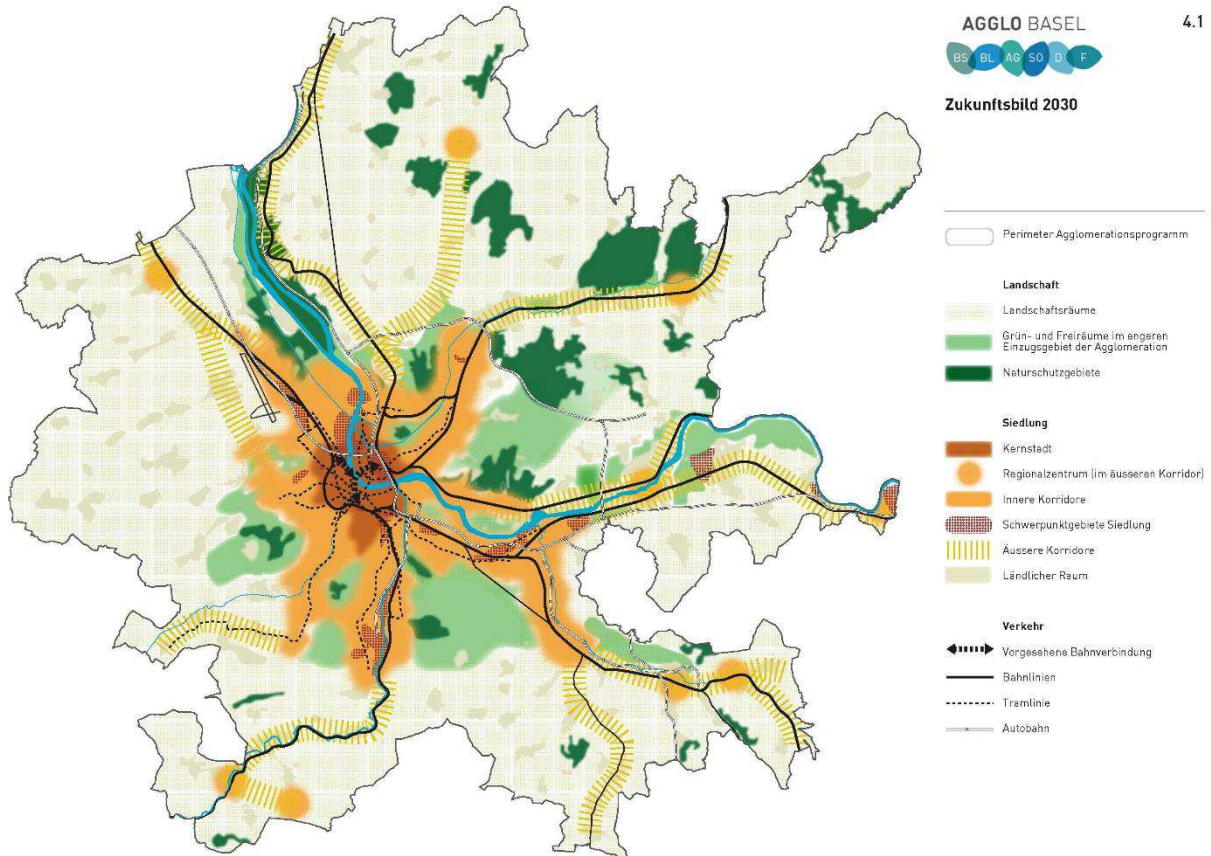 AGGLO BASEL
4.1
BS BL AG SO D F
Zukunftsbild 2030
Perimeter Agglomerationsprogramm
Landschaft
Landschaftsräume
Grün- und Freiräume im engeren
Einzugsgebiet der Agglomeration
Naturschutzgebiete
Siedlung
Kernstadt
Regionalzentrum (im äusseren Korridor)
Innere Korridore
Schwerpunktgebiete Siedlung
Äussere Korridore
Ländlicher Raum
Verkehr
Vorgesehene Bahnverbindung
Bahnlinien
Tramlinie
Autobahn